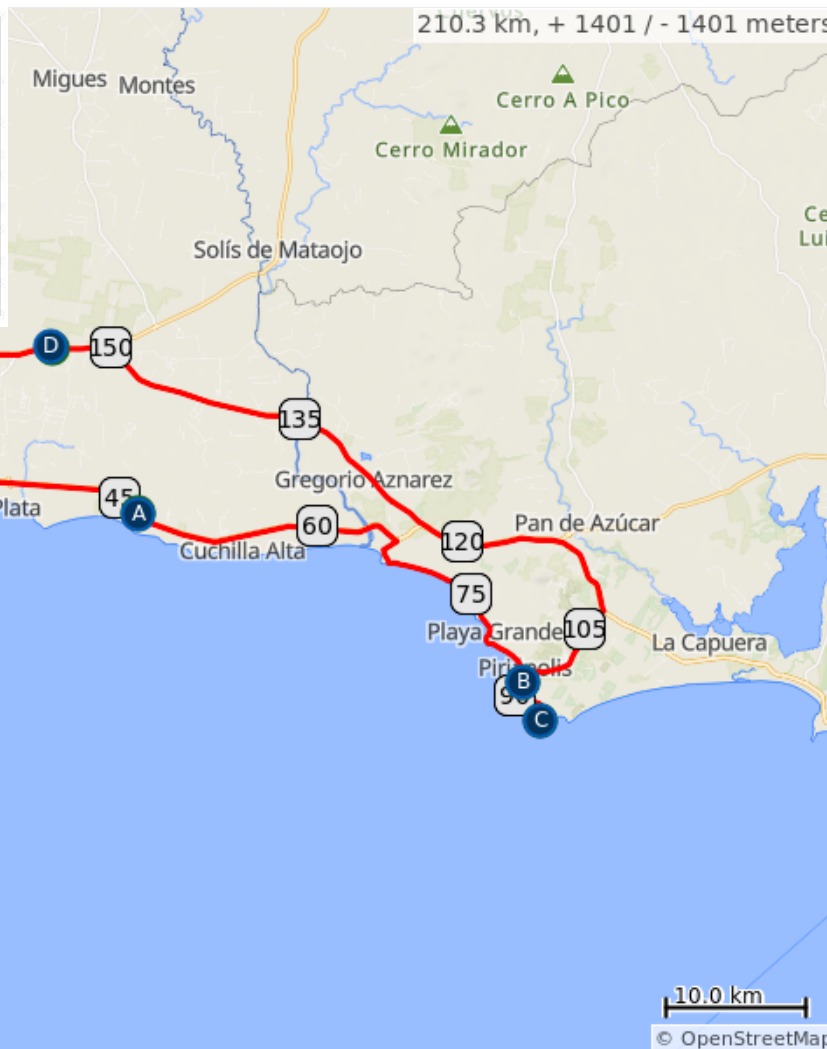 210.3 km, + 1401 / - 1401 meters
Migues
Montes
Cerro A Pico
Cerro Mirador
Solís de Mataojo
D
150
135
Gregorio Aznarez
45
A
Plata
60
Cuchilla Alta
120
Pan de Azúcar
75
Playa Grande
105
La Capuera
B
90
C
10.0 km
© OpenStreetMap